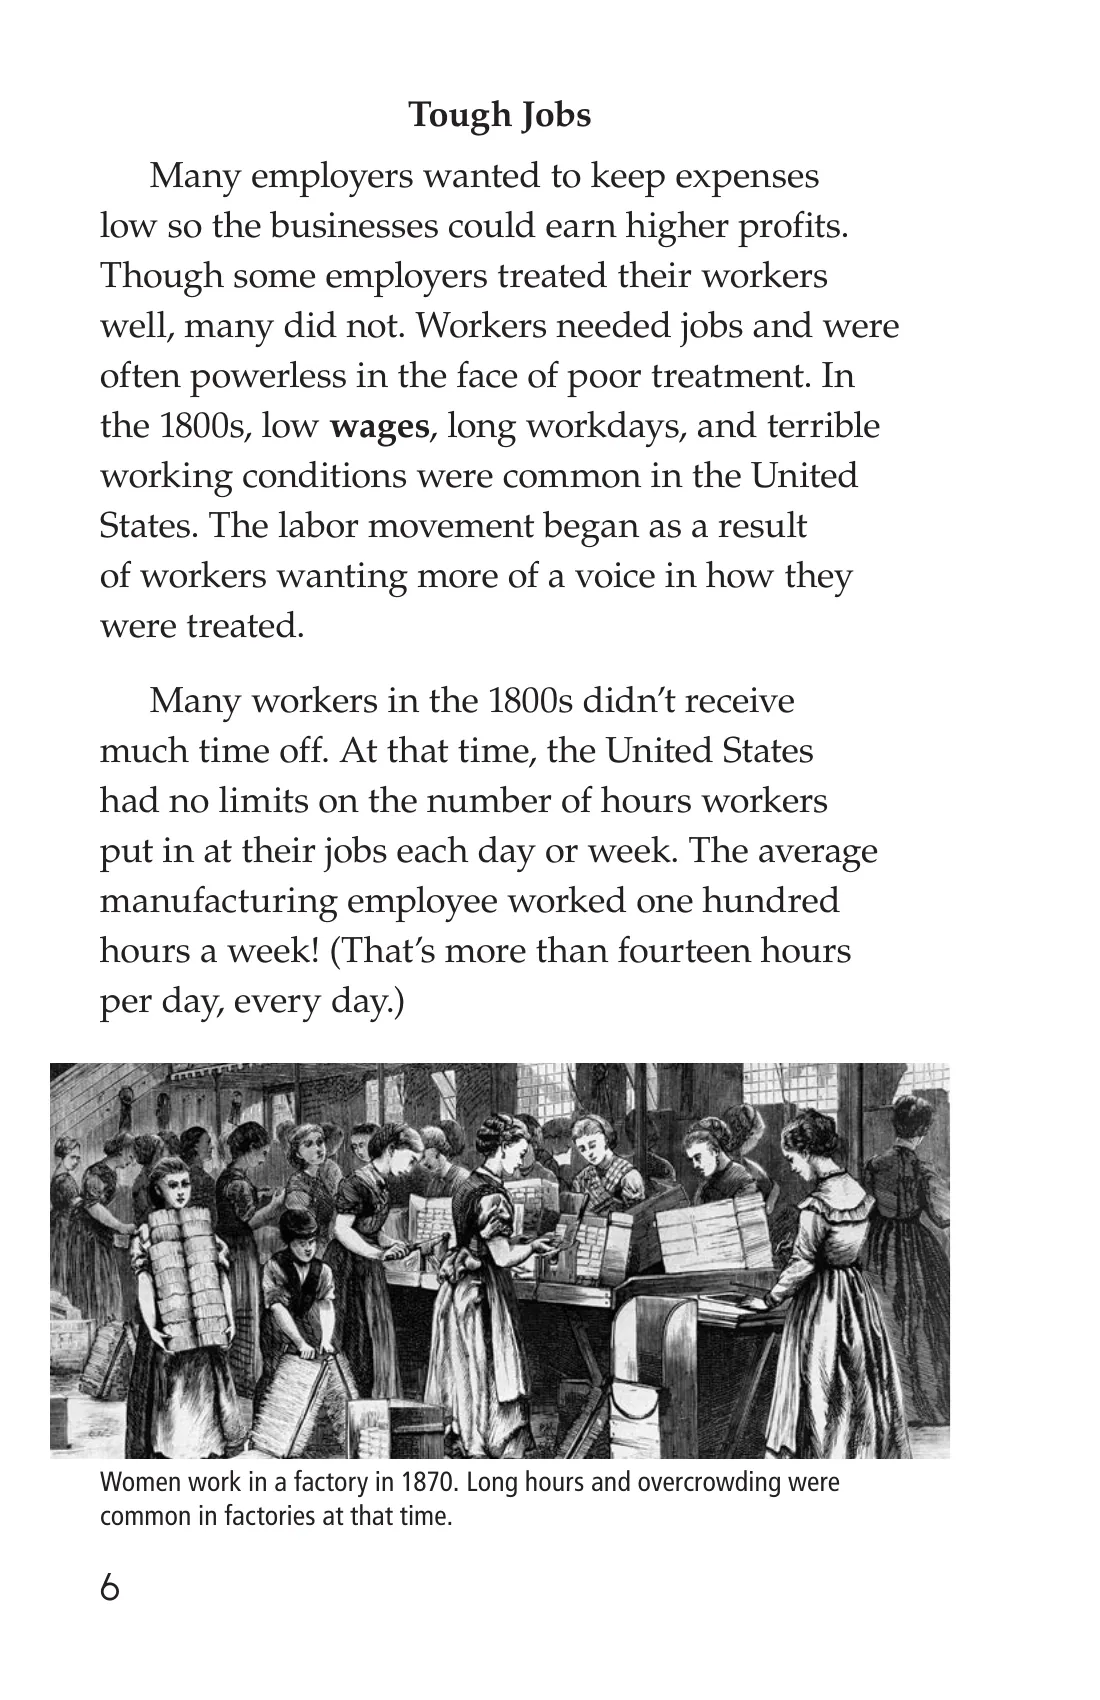 Tough Jobs
Many employers wanted to keep expenses
low so the businesses could earn higher profits.
Though some employers treated their workers
well, many did not. Workers needed jobs and were
often powerless in the face of poor treatment. In
the 1800s, low wages, long workdays, and terrible
working conditions were common in the United
States. The labor movement began as a result
of workers wanting more of a voice in how they
were treated.
Many workers in the 1800s didn’t receive
much time off. At that time, the United States
had no limits on the number of hours workers
put in at their jobs each day or week. The average
manufacturing employee worked one hundred
hours a week! (That’s more than fourteen hours
per day, every day.)
Women work in a factory in 1870. Long hours and overcrowding were
common in factories at that time.
6